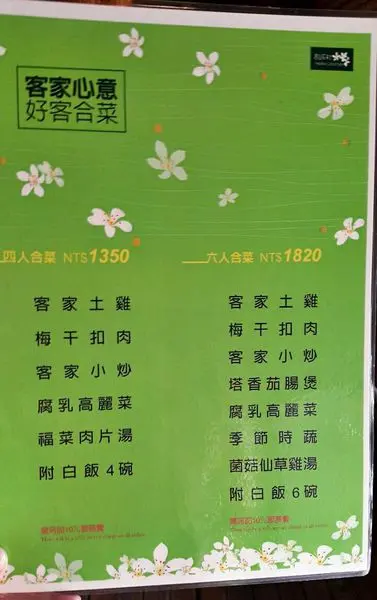 客家心意
好客合菜
四人合菜 NT$1350
客家土雞
梅干扣肉
客家小炒
腐乳高麗菜
福菜肉片湯
附白飯4碗
六人合菜 NT$1820
客家土雞
梅干扣肉
客家小炒
塔香茄腸煲
腐乳高麗菜
季節時蔬
菌菇仙草雞湯
附白飯6碗